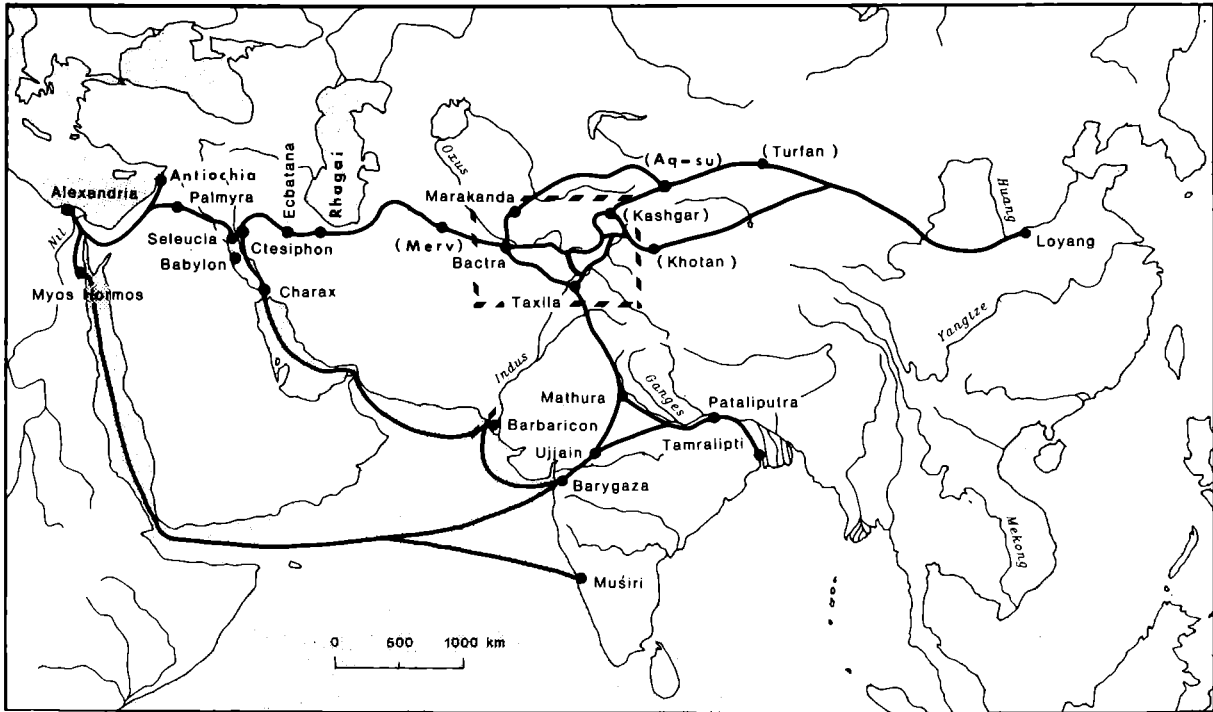 Oxus
(Turfan)
(Aq-su)
Huang
Ecbatana
Rhagai
Antiochia
Alexandria
Palmyra
Marakanda
(Kashgar)
Nil
Seleucia
Ctesiphon
(Merv)
Loyang
Babylon
Bactra
(Khotan)
Myos Hormos
Charax
Taxila
Yangize
Indus
Ganges
Mathura
Pataliputra
Barbaricon
Tamralipti
Ujjain
Barygaza
Mekong
Muśiri
0 500 1000 km